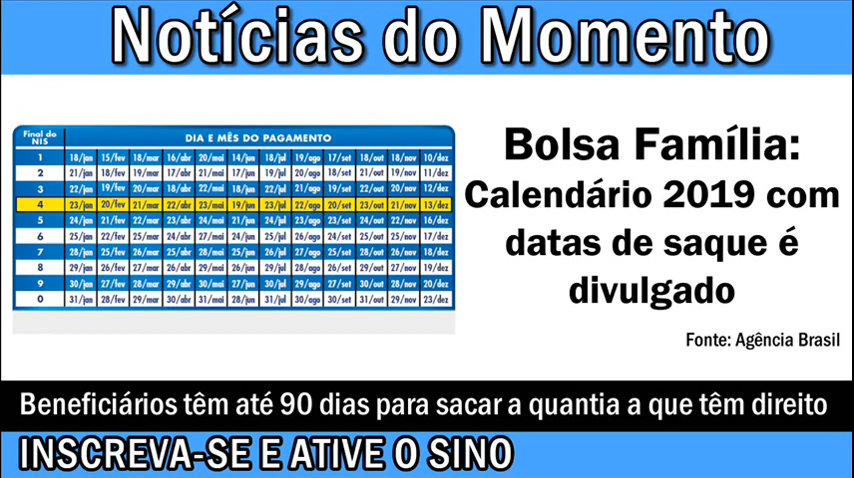 Notícias do Momento
Final do NIS DIA E MÊS DO PAGAMENTO
1 18/jan 15/fev 18/mar 16/abr 20/mai 14/jun 18/jul 19/ago 17/set 18/out 18/nov 10/dez
2 21/jan 18/fev 19/mar 17/abr 21/mai 17/jun 19/jul 20/ago 18/set 21/out 19/nov 11/dez
3 22/jan 19/fev 20/mar 18/abr 22/mai 18/jun 22/jul 21/ago 19/set 22/out 20/nov 12/dez
4 23/jan 20/fev 21/mar 22/abr 23/mai 19/jun 23/jul 22/ago 20/set 23/out 21/nov 13/dez
5 24/jan 21/fev 22/mar 23/abr 24/mai 21/jun 24/jul 23/ago 23/set 24/out 22/nov 16/dez
6 25/jan 22/fev 25/mar 24/abr 27/mai 24/jun 25/jul 26/ago 24/set 25/out 25/nov 17/dez
7 28/jan 25/fev 26/mar 25/abr 28/mai 25/jun 26/jul 27/ago 25/set 28/out 26/nov 18/dez
8 29/jan 26/fev 27/mar 26/abr 29/mai 26/jun 29/jul 28/ago 26/set 29/out 27/nov 19/dez
9 30/jan 27/fev 28/mar 29/abr 30/mai 27/jun 30/jul 29/ago 27/set 30/out 28/nov 20/dez
0 31/jan 28/fev 29/mar 30/abr 31/mai 28/jun 31/jul 30/ago 30/set 31/out 29/nov 23/dez
Bolsa Família:
Calendário 2019 com
datas de saque é
divulgado
Fonte: Agência Brasil
Beneficiários têm até 90 dias para sacar a quantia a que têm direito
INSCREVA-SE E ATIVE O SINO